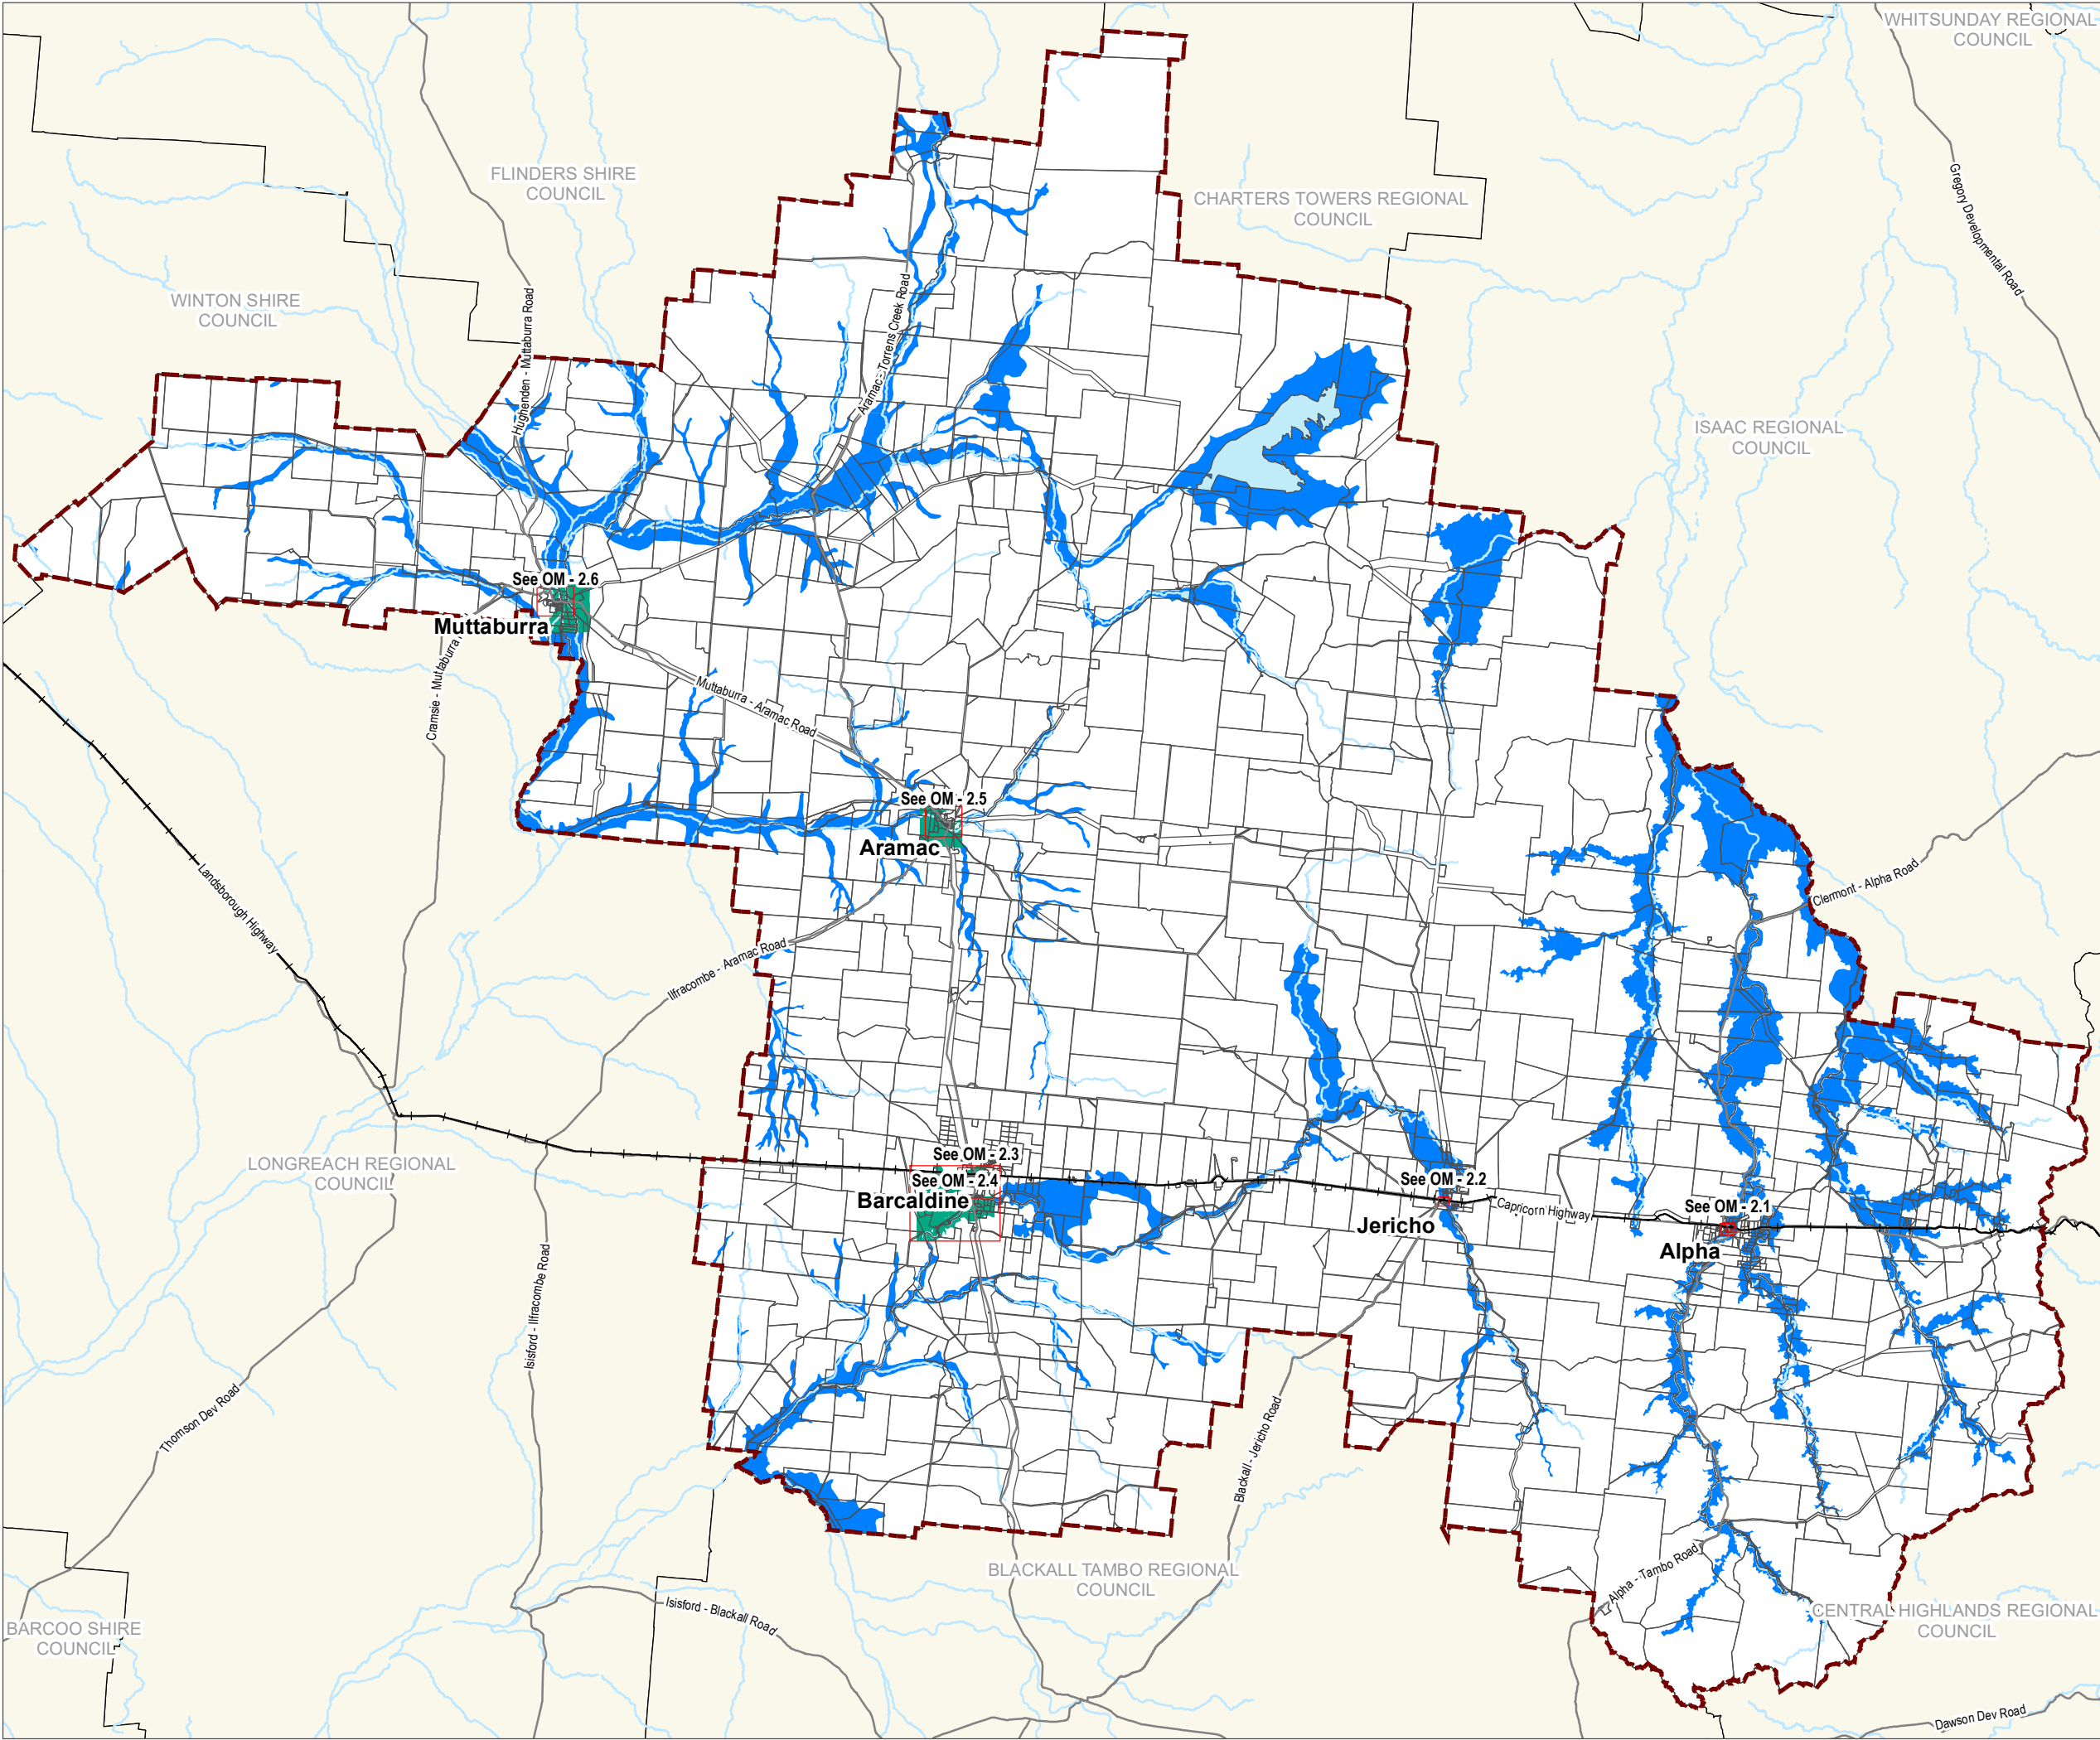 WHITSUNDAY REGIONAL
COUNCIL
FLINDERS SHIRE
COUNCIL
CHARTERS TOWERS REGIONAL
COUNCIL
Gregory Developmental Road
WINTON SHIRE
COUNCIL
Hughenden - Muttaburra Road
Aramac - Torrens Creek Road
ISAAC REGIONAL
COUNCIL
See OM - 2.6
Muttaburra
Cramsie - Muttaburra
Muttaburra - Aramac Road
See OM - 2.5
Aramac
Landsborough Highway
Clermont - Alpha Road
Ilfracombe - Aramac Road
LONGREACH REGIONAL
COUNCIL
See OM - 2.3
See OM - 2.4
Barcaldine
See OM - 2.2
Jericho
Capricorn Highway
See OM - 2.1
Alpha
Isisford - Ilfracombe Road
Thomson Dev Road
Blackall - Jericho Road
BLACKALL TAMBO REGIONAL
COUNCIL
Alpha - Tambo Road
Isisford - Blackall Road
BARCOO SHIRE
COUNCIL
CENTRAL HIGHLANDS REGIONAL
COUNCIL
Dawson Dev Road